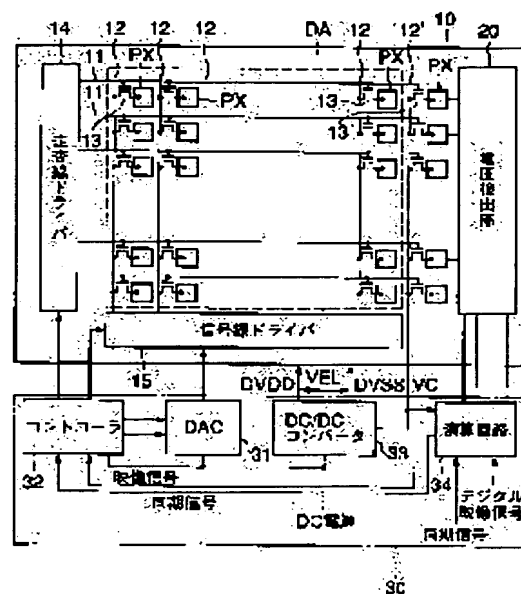 14 12 12 12 DA 12 12' 10 20
11 PX PX PX
11 PX
13 13 13
走査線ドライバ
電圧検出部
信号線ドライバ
15 DVDD VEL DVSS VC
コントローラ
DAC
DC/DC
コンバータ
演算回路
32 31 33 34
映像信号
同期信号
DC電源
デジタル
映像信号
同期信号
30